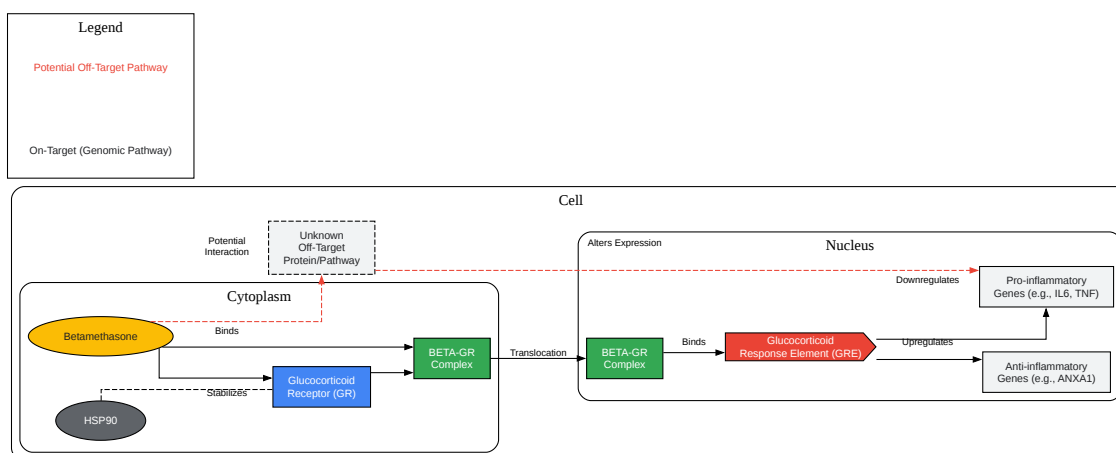 Legend
Potential Off-Target Pathway
On-Target (Genomic Pathway)
Cell
Potential
Interaction
Unknown
Off-Target
Protein/Pathway
Alters Expression
Nucleus
Downregulates
Pro-inflammatory
Genes (e.g., IL6, TNF)
Cytoplasm
Betamethasone
Binds
BETA-GR
Complex
Translocation
BETA-GR
Complex
Binds
Glucocorticoid
Response Element (GRE)
Upregulates
Anti-inflammatory
Genes (e.g., ANXA1)
Glucocorticoid
Receptor (GR)
Stabilizes
HSP90